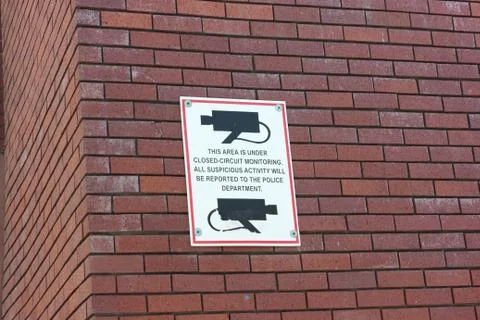 THIS AREA IS UNDER
CLOSED-CIRCUIT MONITORING.
ALL SUSPICIOUS ACTIVITY WILL
BE REPORTED TO THE POLICE
DEPARTMENT.